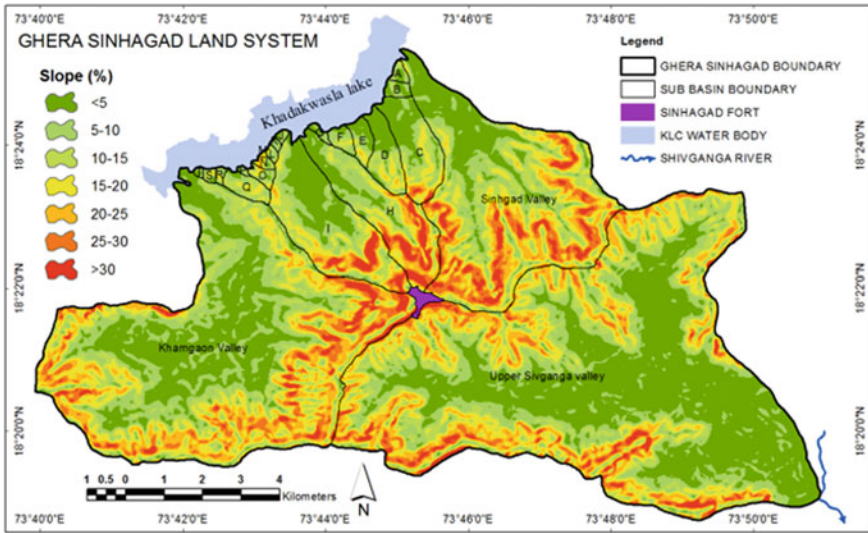 73°40'0"E 73°42'0"E 73°44'0"E 73°46'0"E 73°48'0"E 73°50'0"E
GHERA SINHAGAD LAND SYSTEM
Slope (%)
<5
5-10
10-15
15-20
20-25
25-30
>30
Khadakwasla lake
Legend
GHERA SINHAGAD BOUNDARY
SUB BASIN BOUNDARY
SINHAGAD FORT
KLC WATER BODY
SHIVGANGA RIVER
18°24'0"N
18°22'0"N
18°20'0"N
18°24'0"N
18°22'0"N
18°20'0"N
A
B
C
D
E
F
H
I
Q
O
S
R
Sinhgad Valley
Khamgaon Valley
Upper Sivganga valley
1 0.5 0 1 2 3 4
Kilometers
N
73°40'0"E 73°42'0"E 73°44'0"E 73°46'0"E 73°48'0"E 73°50'0"E